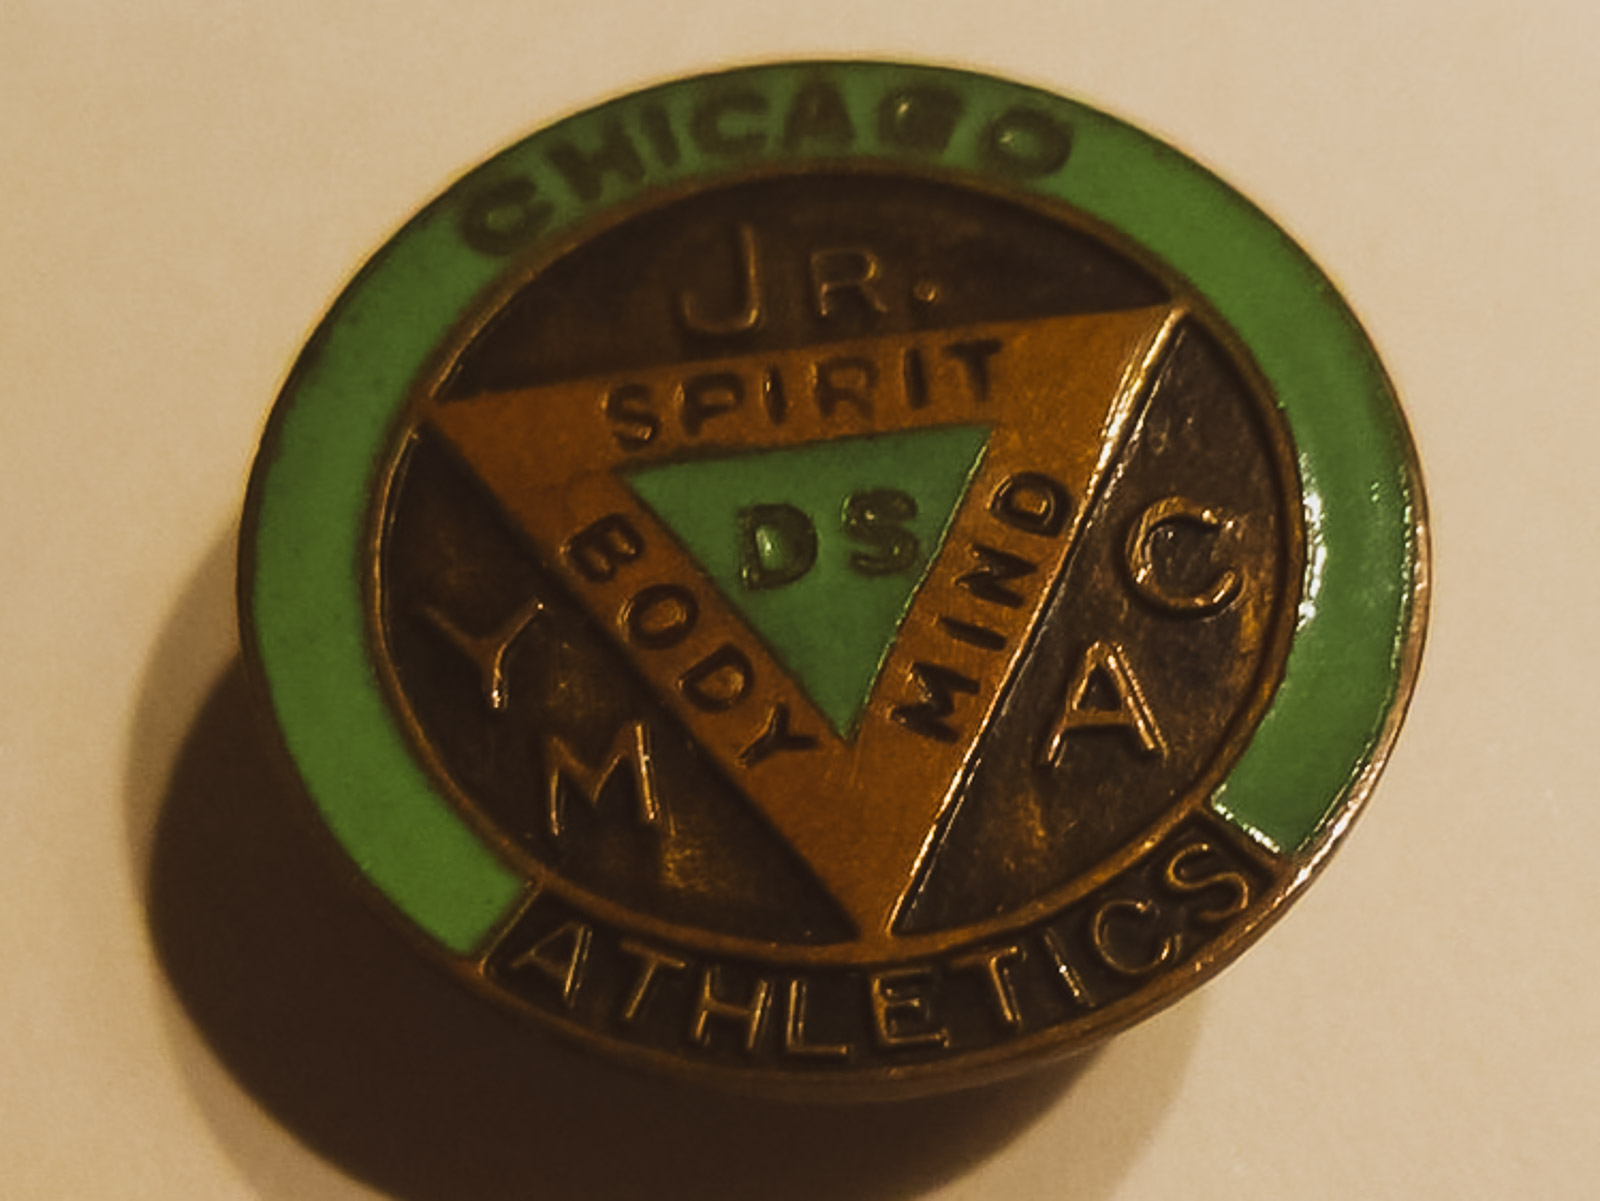 CHICAGO
JR.
SPIRIT
DS
BODY
MIND
Y M
C A
ATHLETICS